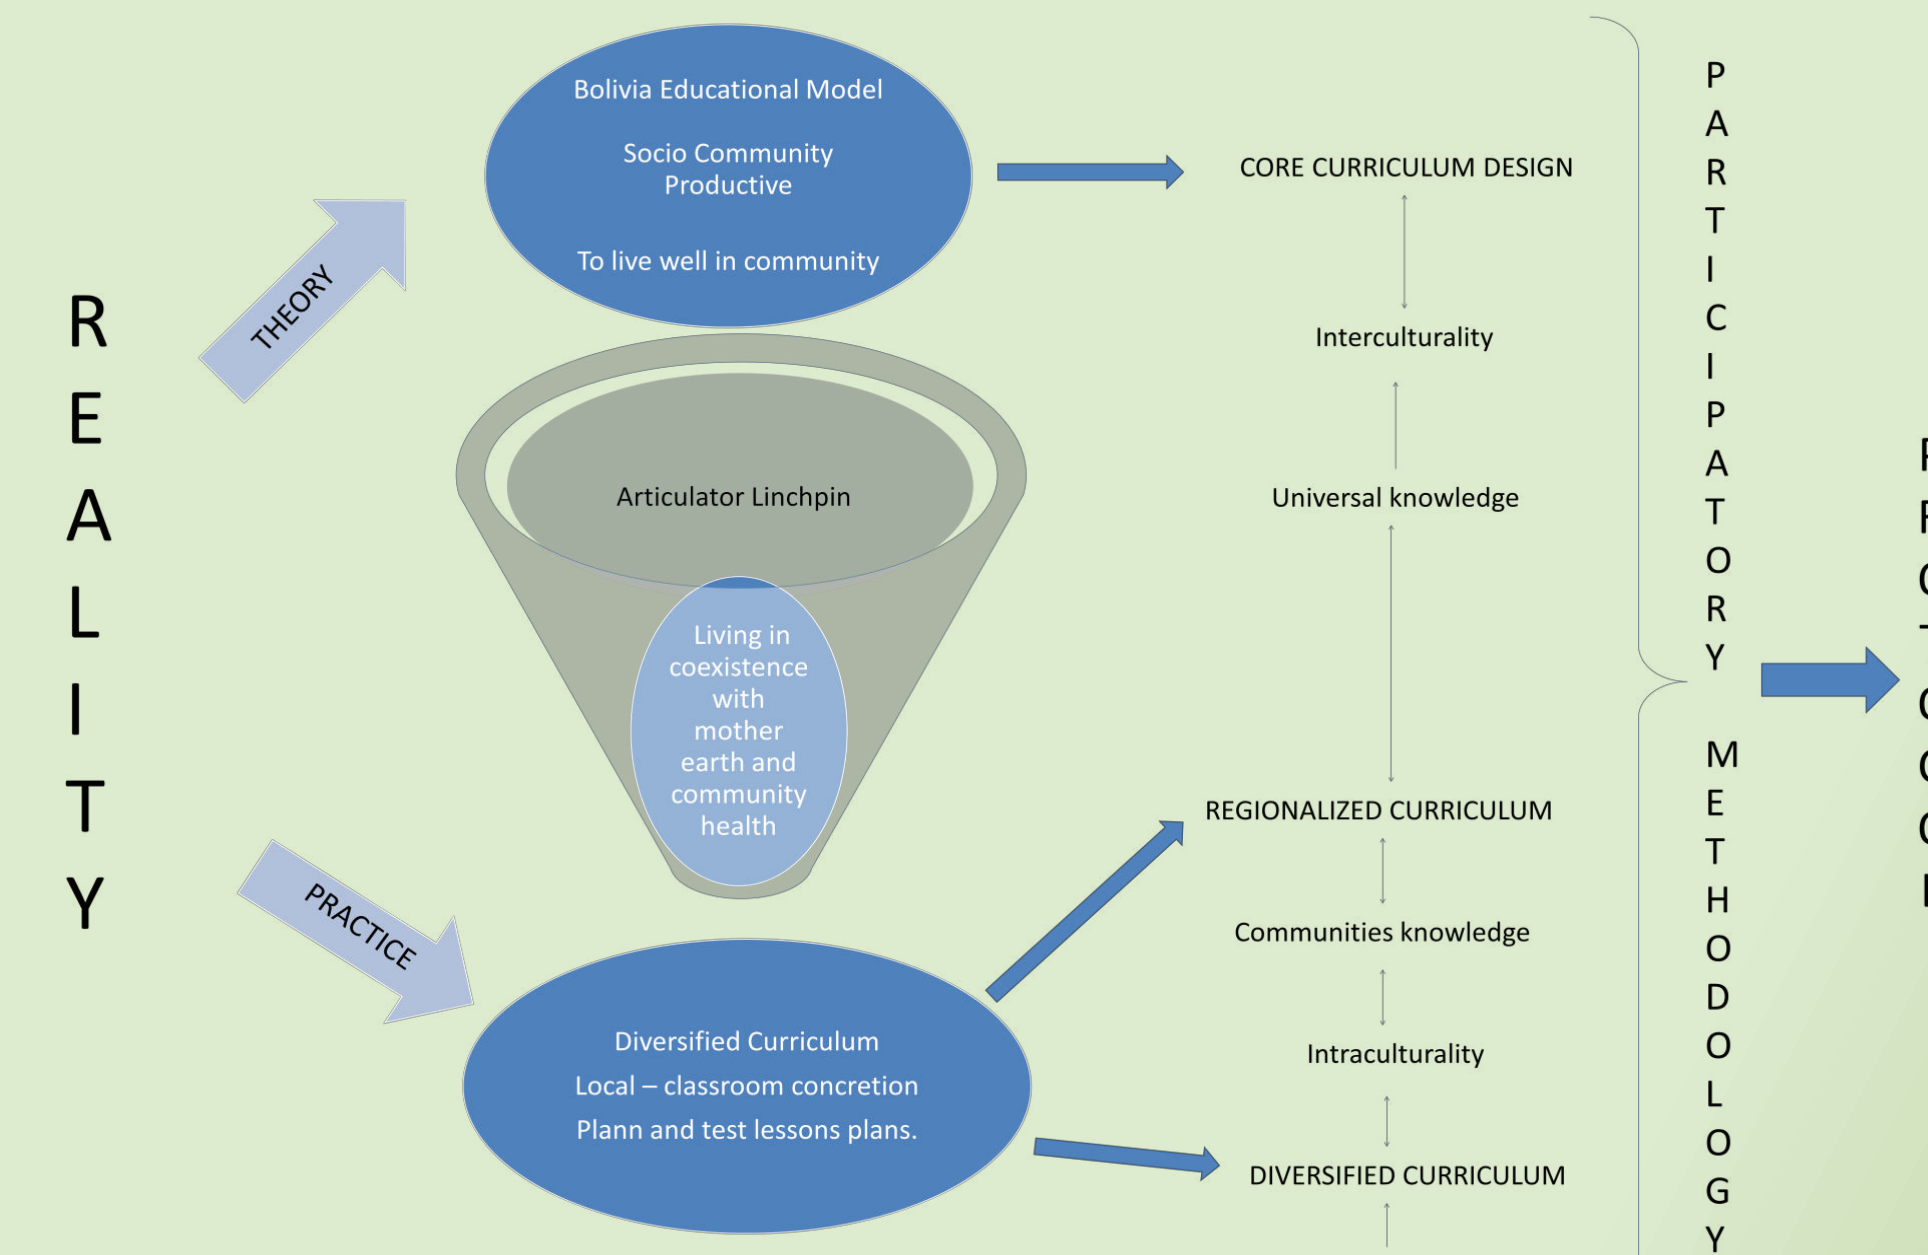 REALITY
THEORY
PRACTICE
Bolivia Educational Model
Socio Community
Productive
To live well in community
Articulator Linchpin
Living in
coexistence
with
mother
earth and
community
health
Diversified Curriculum
Local – classroom concretion
Plann and test lessons plans.
CORE CURRICULUM DESIGN
Interculturality
Universal knowledge
REGIONALIZED CURRICULUM
Communities knowledge
Intraculturality
DIVERSIFIED CURRICULUM
PARTICIPATORY METHODOLOGY